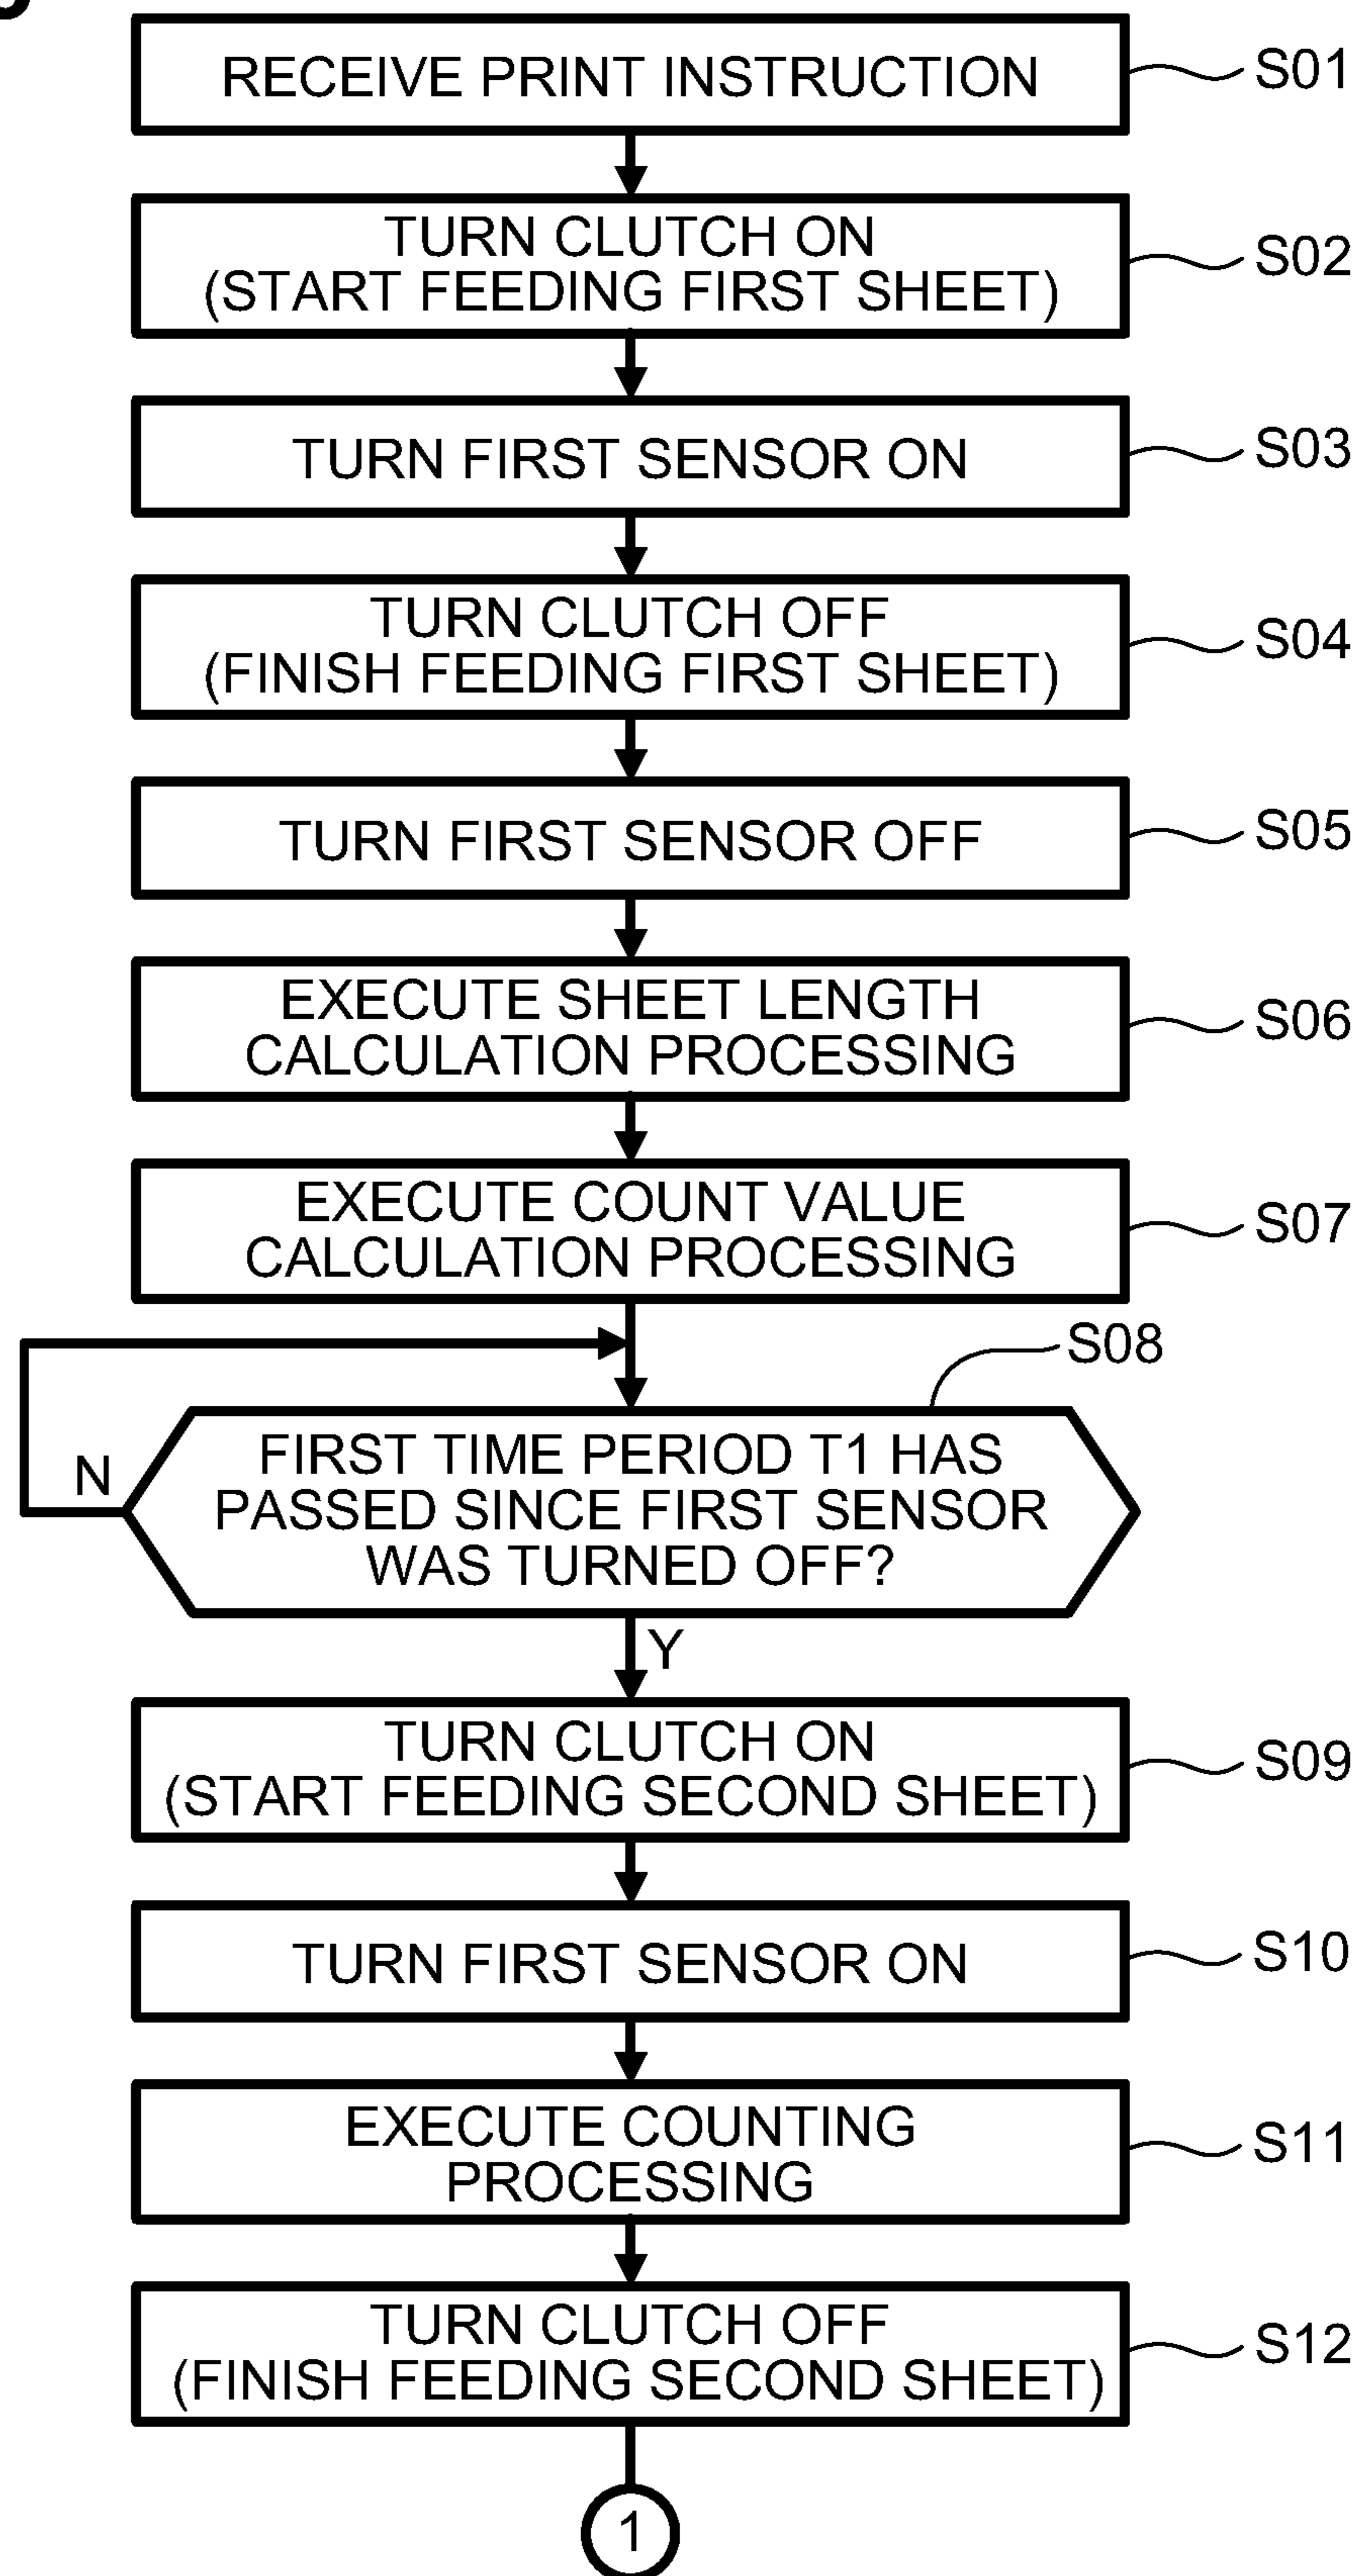 RECEIVE PRINT INSTRUCTION
S01
TURN CLUTCH ON
(START FEEDING FIRST SHEET)
S02
TURN FIRST SENSOR ON
S03
TURN CLUTCH OFF
(FINISH FEEDING FIRST SHEET)
S04
TURN FIRST SENSOR OFF
S05
EXECUTE SHEET LENGTH
CALCULATION PROCESSING
S06
EXECUTE COUNT VALUE
CALCULATION PROCESSING
S07
S08
FIRST TIME PERIOD T1 HAS
PASSED SINCE FIRST SENSOR
WAS TURNED OFF?
N
Y
TURN CLUTCH ON
(START FEEDING SECOND SHEET)
S09
TURN FIRST SENSOR ON
S10
EXECUTE COUNTING
PROCESSING
S11
TURN CLUTCH OFF
(FINISH FEEDING SECOND SHEET)
S12
1